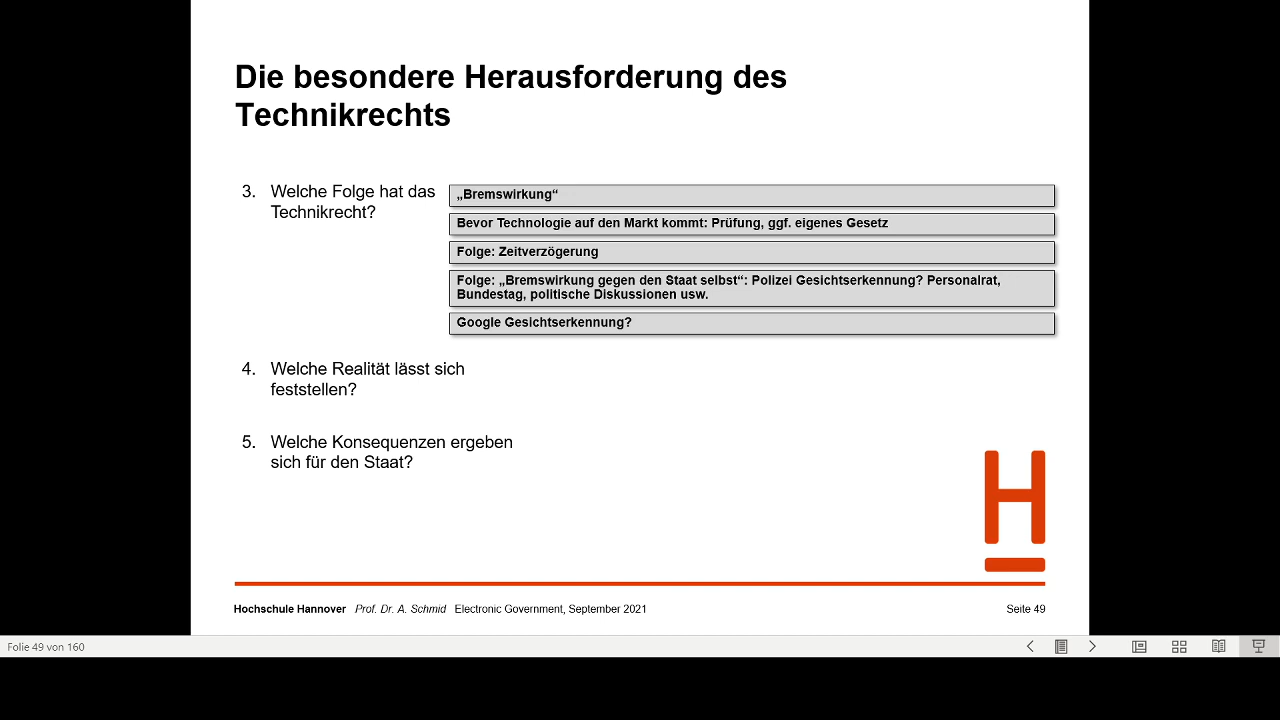 Die besondere Herausforderung des
Technikrechts
3. Welche Folge hat das
Technikrecht?
„Bremswirkung“
Bevor Technologie auf den Markt kommt: Prüfung, ggf. eigenes Gesetz
Folge: Zeitverzögerung
Folge: „Bremswirkung gegen den Staat selbst“: Polizei Gesichtserkennung? Personalrat,
Bundestag, politische Diskussionen usw.
Google Gesichtserkennung?
4. Welche Realität lässt sich
feststellen?
5. Welche Konsequenzen ergeben
sich für den Staat?
H
Hochschule Hannover Prof. Dr. A. Schmid Electronic Government, September 2021 Seite 49
Folie 49 von 160